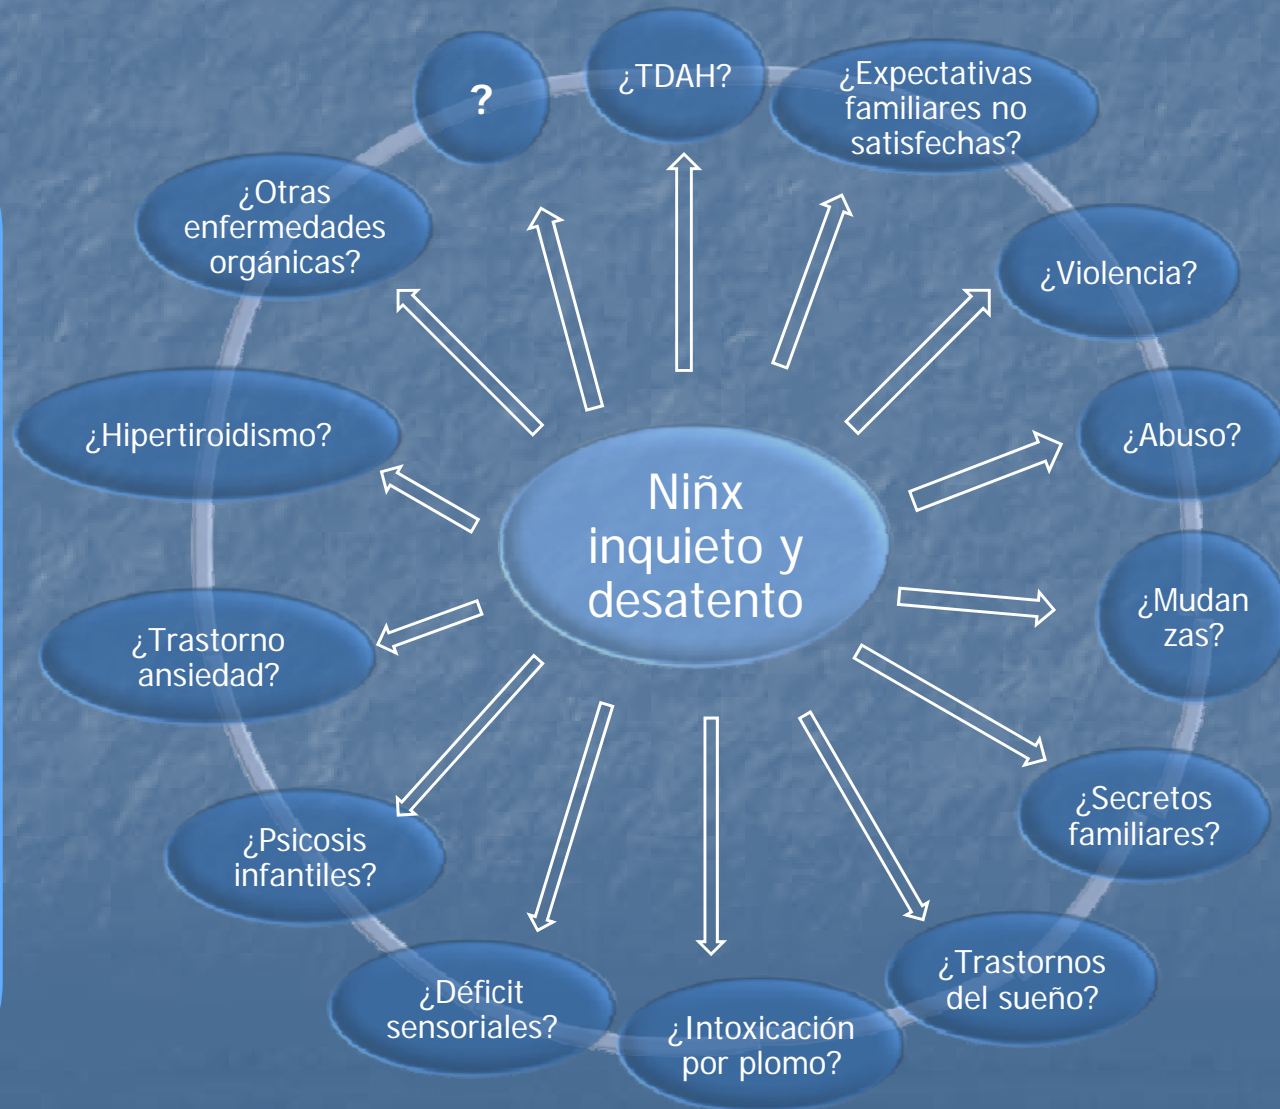 Niñx
inquieto y
desatento
¿TDAH?
¿Expectativas
familiares no
satisfechas?
¿Violencia?
¿Abuso?
¿Mudan
zas?
¿Secretos
familiares?
¿Trastornos
del sueño?
¿Intoxicación
por plomo?
¿Déficit
sensoriales?
¿Psicosis
infantiles?
¿Trastorno
ansiedad?
¿Hipertiroidismo?
¿Otras
enfermedades
orgánicas?
?